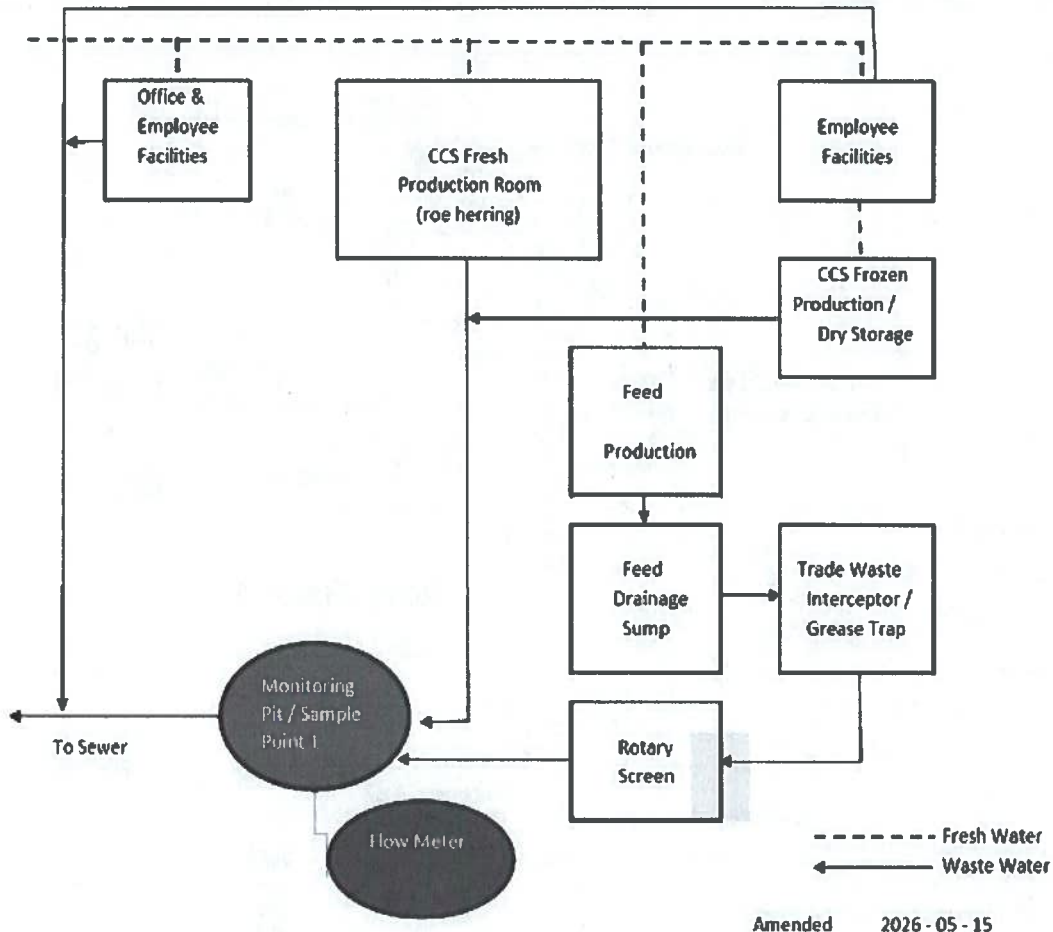 Office &
Employee
Facilities
CCS Fresh
Production Room
(roe herring)
Employee
Facilities
CCS Frozen
Production /
Dry Storage
Feed
Production
Feed
Drainage
Sump
Trade Waste
Interceptor /
Grease Trap
Monitoring
Pit / Sample
Point 1
To Sewer
Rotary
Screen
Flow Meter
Fresh Water
Waste Water
Amended 2026 - 05 - 15